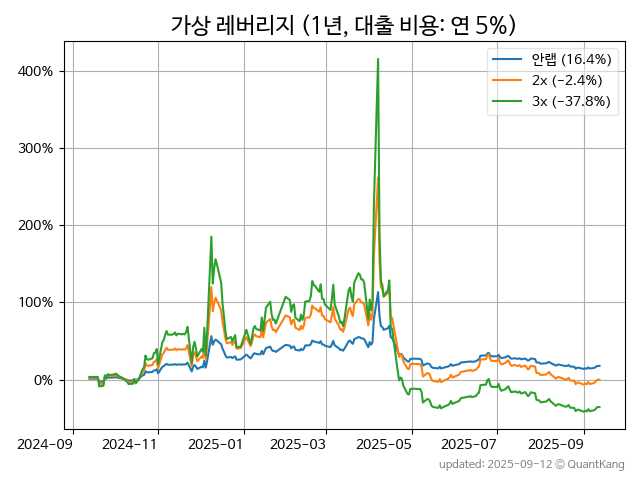 가상 레버리지 (1년, 대출 비용: 연 5%)
안랩 (16.4%)
2x (−2.4%)
3x (−37.8%)
400%
300%
200%
100%
0%
2024-09
2024-11
2025-01
2025-03
2025-05
2025-07
2025-09
updated: 2025-09-12 © QuantKang